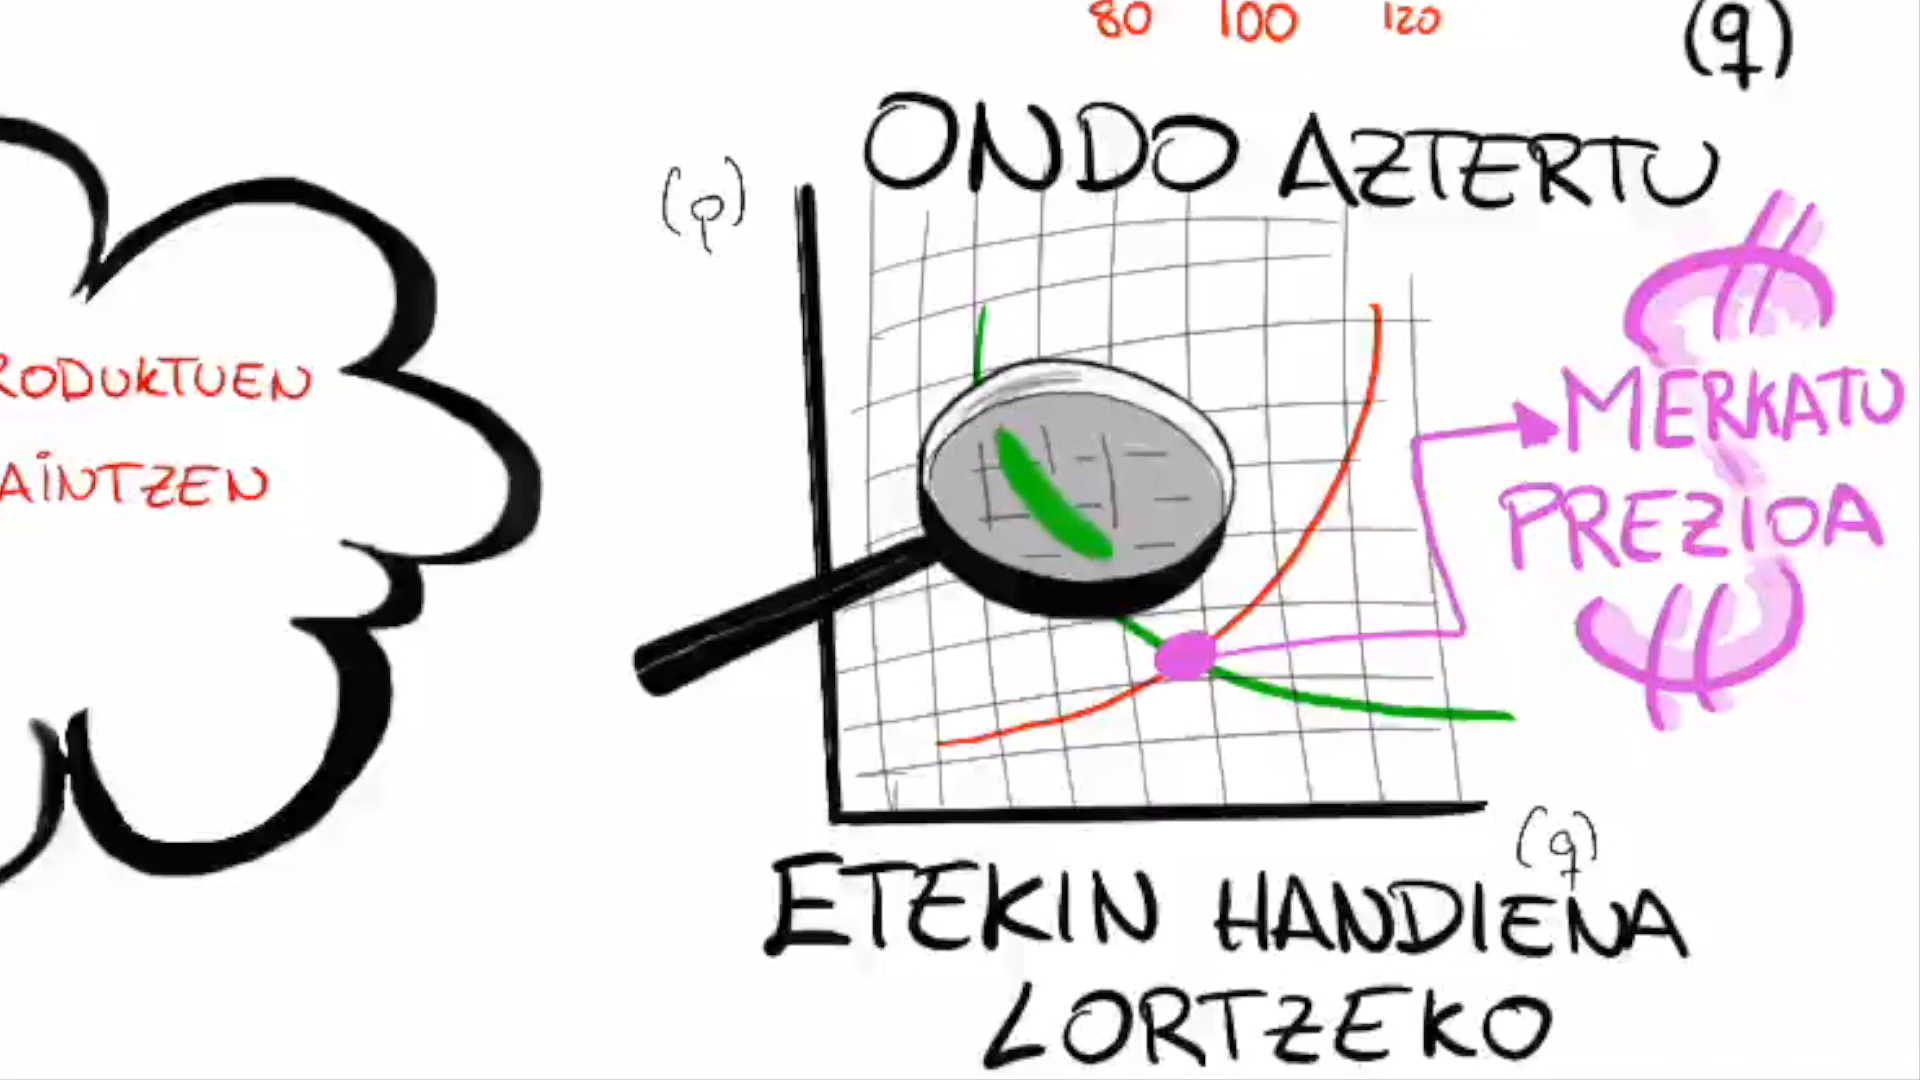 80 100 120
(q)
ONDO AZTERTU
(p)
RODUKTUEN
AINTZEN
MERKATU
PREZIOA
(q)
ETEKIN HANDIENA
LORTZEKO